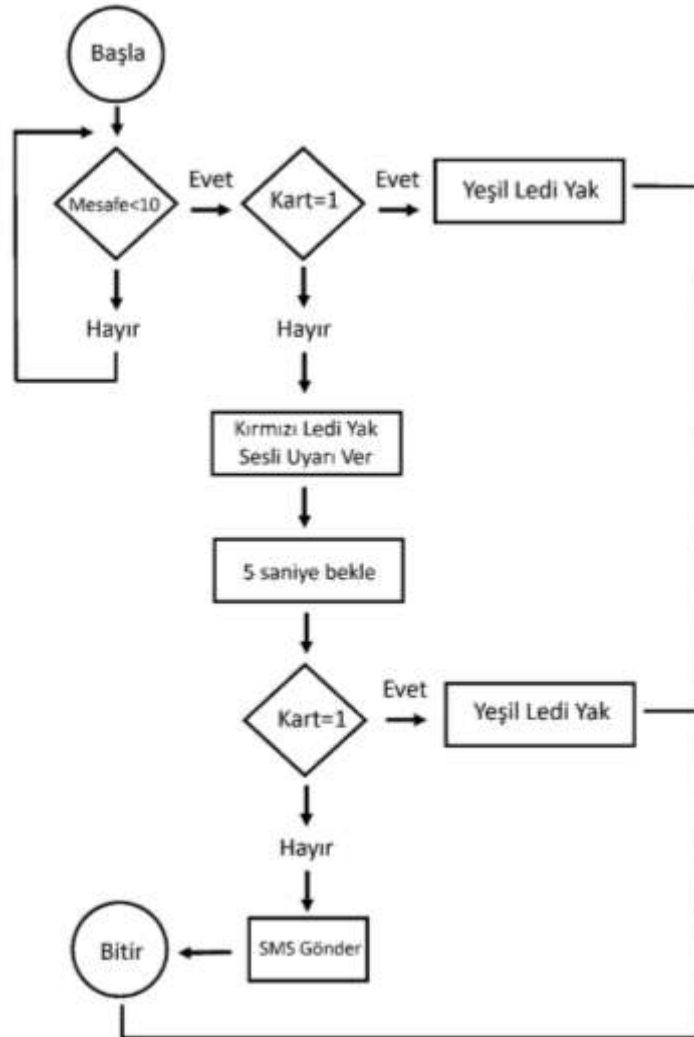 Başla
Mesafe<10
Evet
Kart=1
Evet
Yeşil Ledi Yak
Hayır
Hayır
Kırmızı Ledi Yak
Sesli Uyarı Ver
5 saniye bekle
Kart=1
Evet
Yeşil Ledi Yak
Hayır
SMS Gönder
Bitir